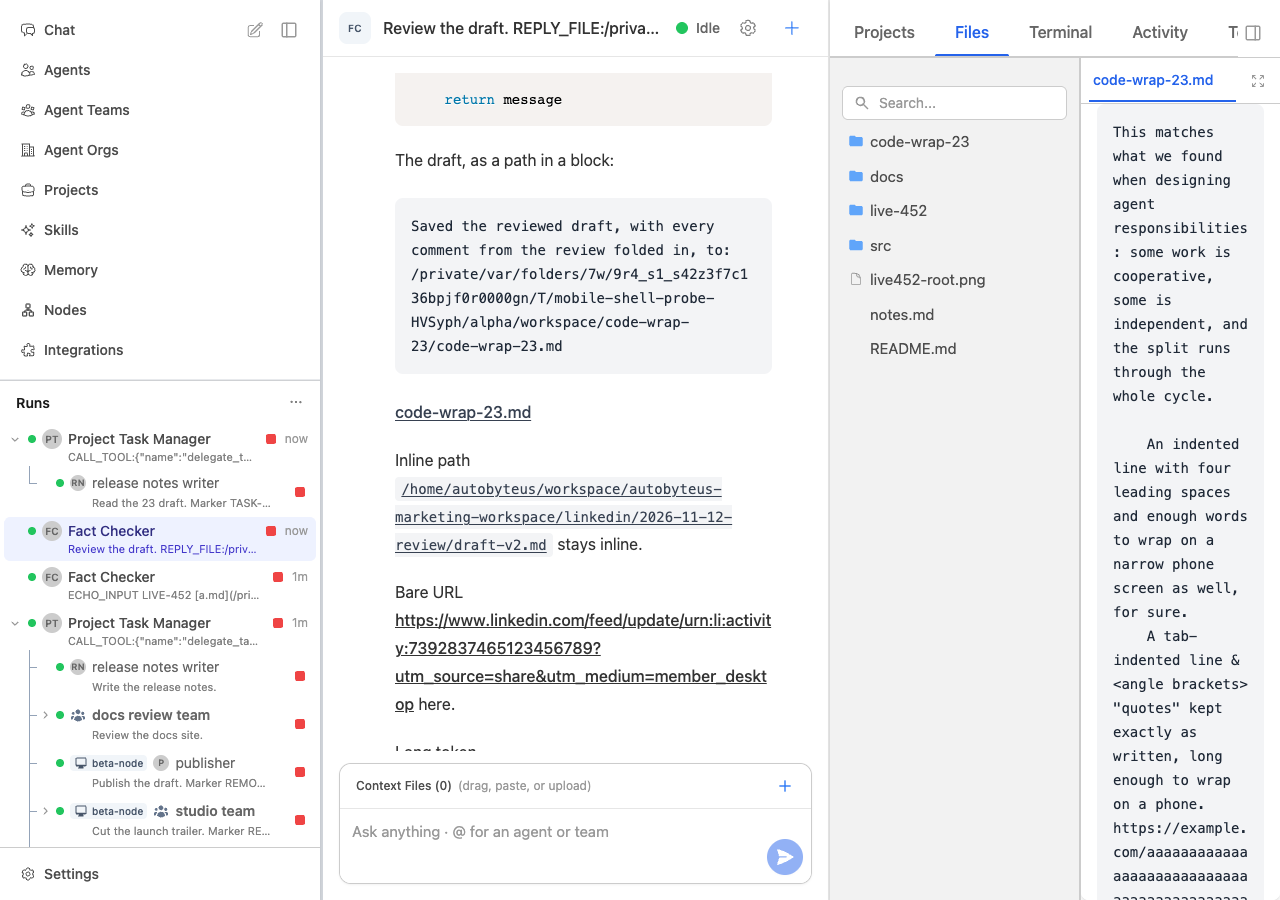 Chat
Agents
Agent Teams
Agent Orgs
Projects
Skills
Memory
Nodes
Integrations
Runs
PT Project Task Manager now
CALL_TOOL:{"name":"delegate_t...
RN release notes writer
Read the 23 draft. Marker TASK-...
FC Fact Checker now
Review the draft. REPLY_FILE:/priv...
FC Fact Checker 1m
ECHO_INPUT LIVE-452 [a.md](/pri...
PT Project Task Manager 1m
CALL_TOOL:{"name":"delegate_ta...
RN release notes writer
Write the release notes.
docs review team
Review the docs site.
beta-node P publisher
Publish the draft. Marker REMO...
beta-node studio team
Cut the launch trailer. Marker RE...
Settings
FC Review the draft. REPLY_FILE:/priva... Idle
return message
The draft, as a path in a block:
Saved the reviewed draft, with every
comment from the review folded in, to:
/private/var/folders/7w/9r4_s1_s42z3f7c1
36bpjf0r0000gn/T/mobile-shell-probe-
HVSyph/alpha/workspace/code-wrap-
23/code-wrap-23.md
code-wrap-23.md
Inline path
/home/autobyteus/workspace/autobyteus-
marketing-workspace/linkedin/2026-11-12-
review/draft-v2.md stays inline.
Bare URL
https://www.linkedin.com/feed/update/urn:li:activit
y:7392837465123456789?
utm_source=share&utm_medium=member_deskt
op here.
Long token
Context Files (0) (drag, paste, or upload)
Ask anything · @ for an agent or team
Projects Files Terminal Activity
Search...
code-wrap-23
docs
live-452
src
live452-root.png
notes.md
README.md
code-wrap-23.md
This matches
what we found
when designing
agent
responsibilities
: some work is
cooperative,
some is
independent, and
the split runs
through the
whole cycle.
An indented
line with four
leading spaces
and enough words
to wrap on a
narrow phone
screen as well,
for sure.
A tab-
indented line &
<angle brackets>
"quotes" kept
exactly as
written, long
enough to wrap
on a phone.
https://example.
com/aaaaaaaaaaaa
aaaaaaaaaaaaaaaa